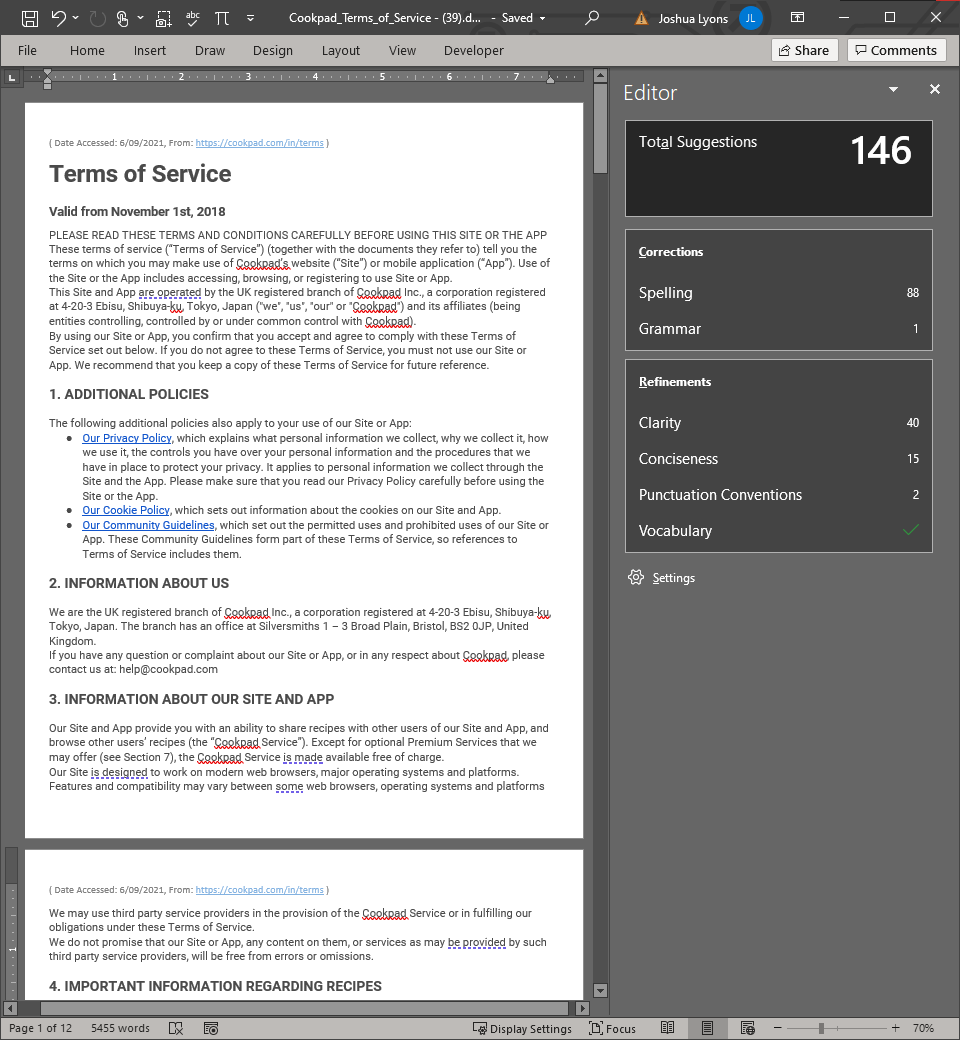 Cookpad_Terms_of_Service - (39).d... - Saved
Joshua Lyons
JL
File Home Insert Draw Design Layout View Developer
Share
Comments
1 2 3 4 5 6 7
( Date Accessed: 6/09/2021, From: https://cookpad.com/in/terms )
Terms of Service
Valid from November 1st, 2018
PLEASE READ THESE TERMS AND CONDITIONS CAREFULLY BEFORE USING THIS SITE OR THE APP
These terms of service (“Terms of Service”) (together with the documents they refer to) tell you the
terms on which you may make use of Cookpad’s website (“Site”) or mobile application (“App”). Use of
the Site or the App includes accessing, browsing, or registering to use Site or App.
This Site and App are operated by the UK registered branch of Cookpad Inc., a corporation registered
at 4-20-3 Ebisu, Shibuya-ku, Tokyo, Japan ("we", "us", "our" or "Cookpad") and its affiliates (being
entities controlling, controlled by or under common control with Cookpad).
By using our Site or App, you confirm that you accept and agree to comply with these Terms of
Service set out below. If you do not agree to these Terms of Service, you must not use our Site or
App. We recommend that you keep a copy of these Terms of Service for future reference.
1. ADDITIONAL POLICIES
The following additional policies also apply to your use of our Site or App:
● Our Privacy Policy, which explains what personal information we collect, why we collect it, how
we use it, the controls you have over your personal information and the procedures that we
have in place to protect your privacy. It applies to personal information we collect through the
Site and the App. Please make sure that you read our Privacy Policy carefully before using the
Site or the App.
● Our Cookie Policy, which sets out information about the cookies on our Site and App.
● Our Community Guidelines, which set out the permitted uses and prohibited uses of our Site or
App. These Community Guidelines form part of these Terms of Service, so references to
Terms of Service includes them.
2. INFORMATION ABOUT US
We are the UK registered branch of Cookpad Inc., a corporation registered at 4-20-3 Ebisu, Shibuya-ku,
Tokyo, Japan. The branch has an office at Silversmiths 1 – 3 Broad Plain, Bristol, BS2 0JP, United
Kingdom.
If you have any question or complaint about our Site or App, or in any respect about Cookpad, please
contact us at: help@cookpad.com
3. INFORMATION ABOUT OUR SITE AND APP
Our Site and App provide you with an ability to share recipes with other users of our Site and App, and
browse other users’ recipes (the “Cookpad Service”). Except for optional Premium Services that we
may offer (see Section 7), the Cookpad Service is made available free of charge.
Our Site is designed to work on modern web browsers, major operating systems and platforms.
Features and compatibility may vary between some web browsers, operating systems and platforms
( Date Accessed: 6/09/2021, From: https://cookpad.com/in/terms )
We may use third party service providers in the provision of the Cookpad Service or in fulfilling our
obligations under these Terms of Service.
We do not promise that our Site or App, any content on them, or services as may be provided by such
third party service providers, will be free from errors or omissions.
4. IMPORTANT INFORMATION REGARDING RECIPES
1
Editor
Total Suggestions 146
Corrections
Spelling 88
Grammar 1
Refinements
Clarity 40
Conciseness 15
Punctuation Conventions 2
Vocabulary
Settings
Page 1 of 12 5455 words Display Settings Focus 70%